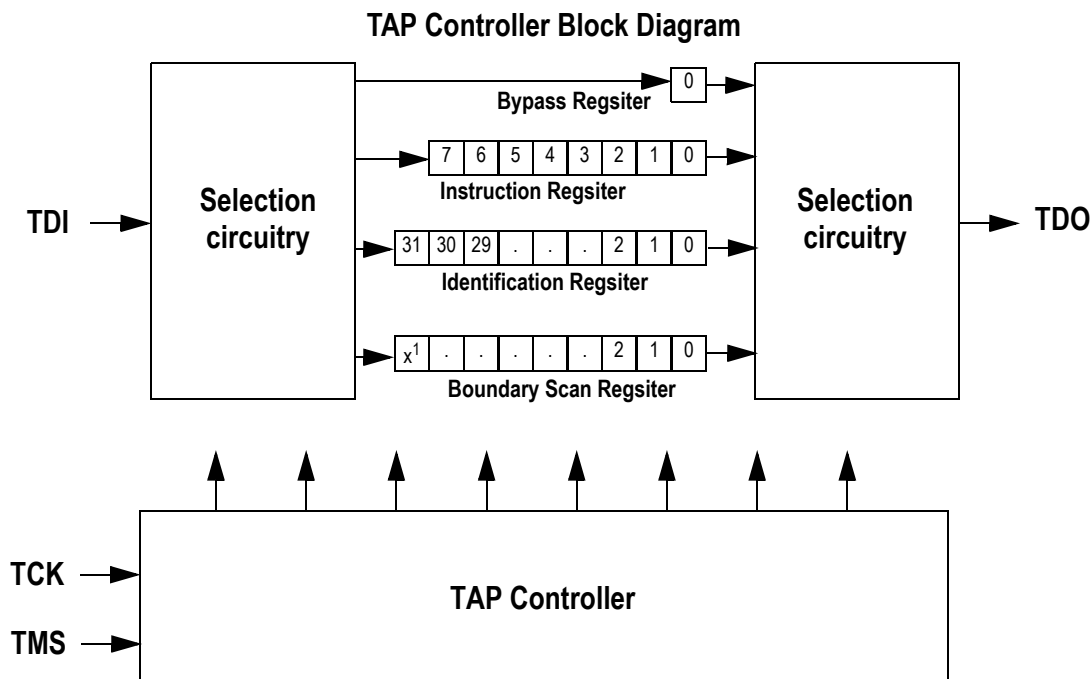 TAP Controller Block Diagram
0
Bypass Regsiter
7 6 5 4 3 2 1 0
Instruction Regsiter
TDI
Selection
circuitry
Selection
circuitry
TDO
31 30 29 . . . 2 1 0
Identification Regsiter
x¹ . . . . . 2 1 0
Boundary Scan Regsiter
TCK
TMS
TAP Controller